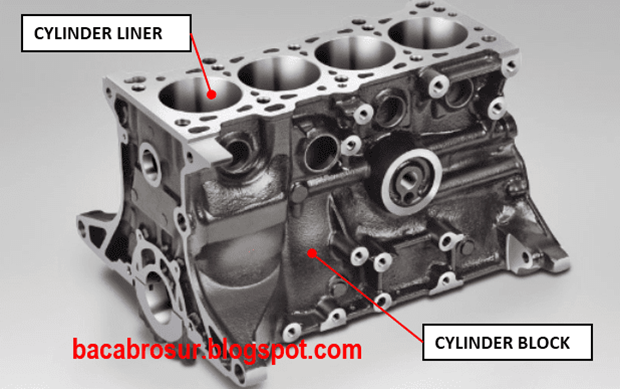 CYLINDER LINER
CYLINDER BLOCK
bacabrosur.blogspot.com